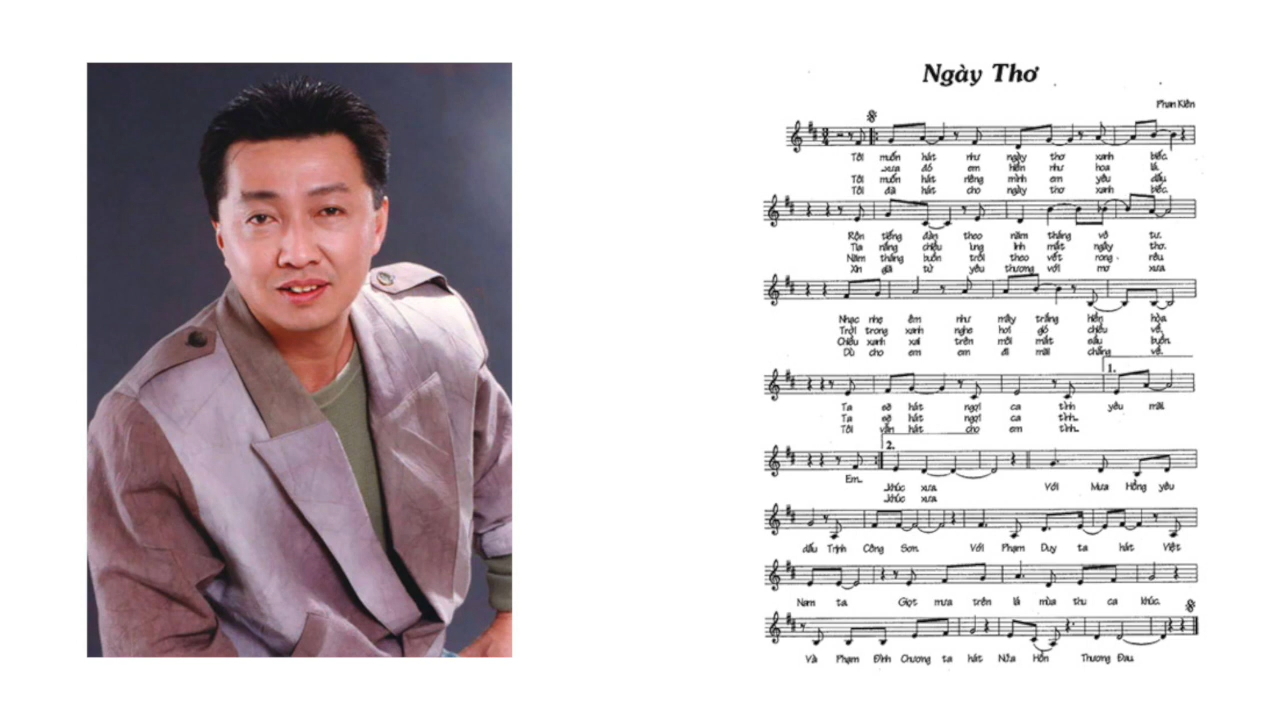 Ngày Thơ
Phan Kiên
Tôi muốn hát như ngày thơ xanh biếc.
...xưa đó em hiền như hoa lá.
Tôi muốn hát riêng mình em yêu dấu
Tôi đã hát cho ngày thơ xanh biếc.
Rộn tiếng đàn theo năm tháng vô tư.
Tia nắng chiều lung linh mắt ngây thơ.
Năm tháng buồn trôi theo vết rong rêu.
Xin giã từ yêu thương với mơ xưa
Nhạc nhẹ êm như mây trắng hiền hòa.
Trời trong xanh nghe hơi gió chiều về.
Chiều xanh xai trên môi mắt sầu buồn.
Dù cho em em đi mãi chẳng về.
1.
Ta sẽ hát ngợi ca tình yêu mãi.
Ta sẽ hát ngợi ca tình...
Tôi vẫn hát cho em tình...
2.
Em... ...khúc xưa Với Mưa Hồng yêu
...khúc xưa
dấu Trịnh Công Sơn. Với Phạm Duy ta hát Việt
Nam ta. Giọt mưa trên lá mùa thu ca khúc.
Và Phạm Đình Chương ta hát Nửa Hồn Thương Đau.